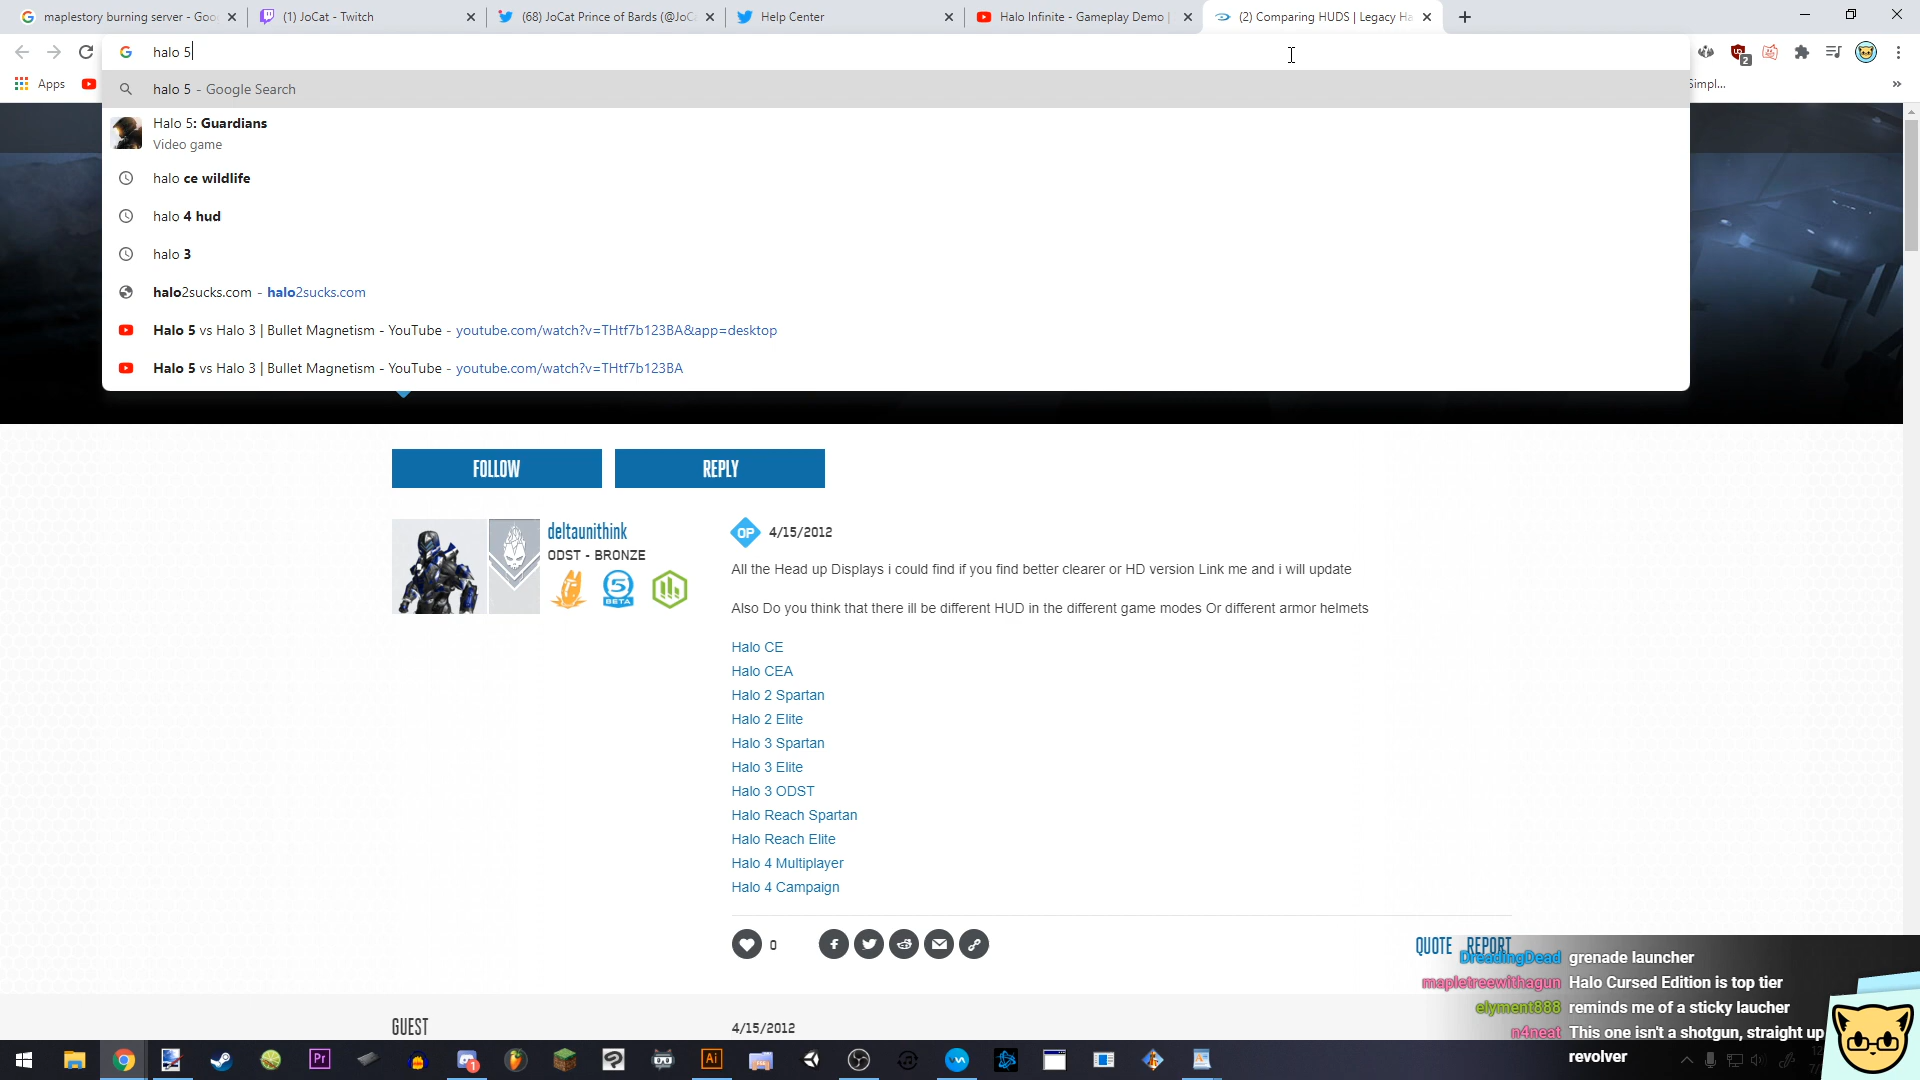 maplestory burning server - Goo
(1) JoCat - Twitch
(68) JoCat Prince of Bards (@JoC
Help Center
Halo Infinite - Gameplay Demo |
(2) Comparing HUDS | Legacy Ha
halo 5
Apps
halo 5 - Google Search
Simpl...
Halo 5: Guardians
Video game
halo ce wildlife
halo 4 hud
halo 3
halo2sucks.com - halo2sucks.com
Halo 5 vs Halo 3 | Bullet Magnetism - YouTube - youtube.com/watch?v=THtf7b123BA&app=desktop
Halo 5 vs Halo 3 | Bullet Magnetism - YouTube - youtube.com/watch?v=THtf7b123BA
FOLLOW
REPLY
deltaunithink
ODST - BRONZE
5
BETA
OP 4/15/2012
All the Head up Displays i could find if you find better clearer or HD version Link me and i will update
Also Do you think that there ill be different HUD in the different game modes Or different armor helmets
Halo CE
Halo CEA
Halo 2 Spartan
Halo 2 Elite
Halo 3 Spartan
Halo 3 Elite
Halo 3 ODST
Halo Reach Spartan
Halo Reach Elite
Halo 4 Multiplayer
Halo 4 Campaign
0
QUOTE REPORT
GUEST
4/15/2012
DreadingDead grenade launcher
mapletreewithagun Halo Cursed Edition is top tier
elyment888 reminds me of a sticky laucher
n4neat This one isn't a shotgun, straight up
revolver